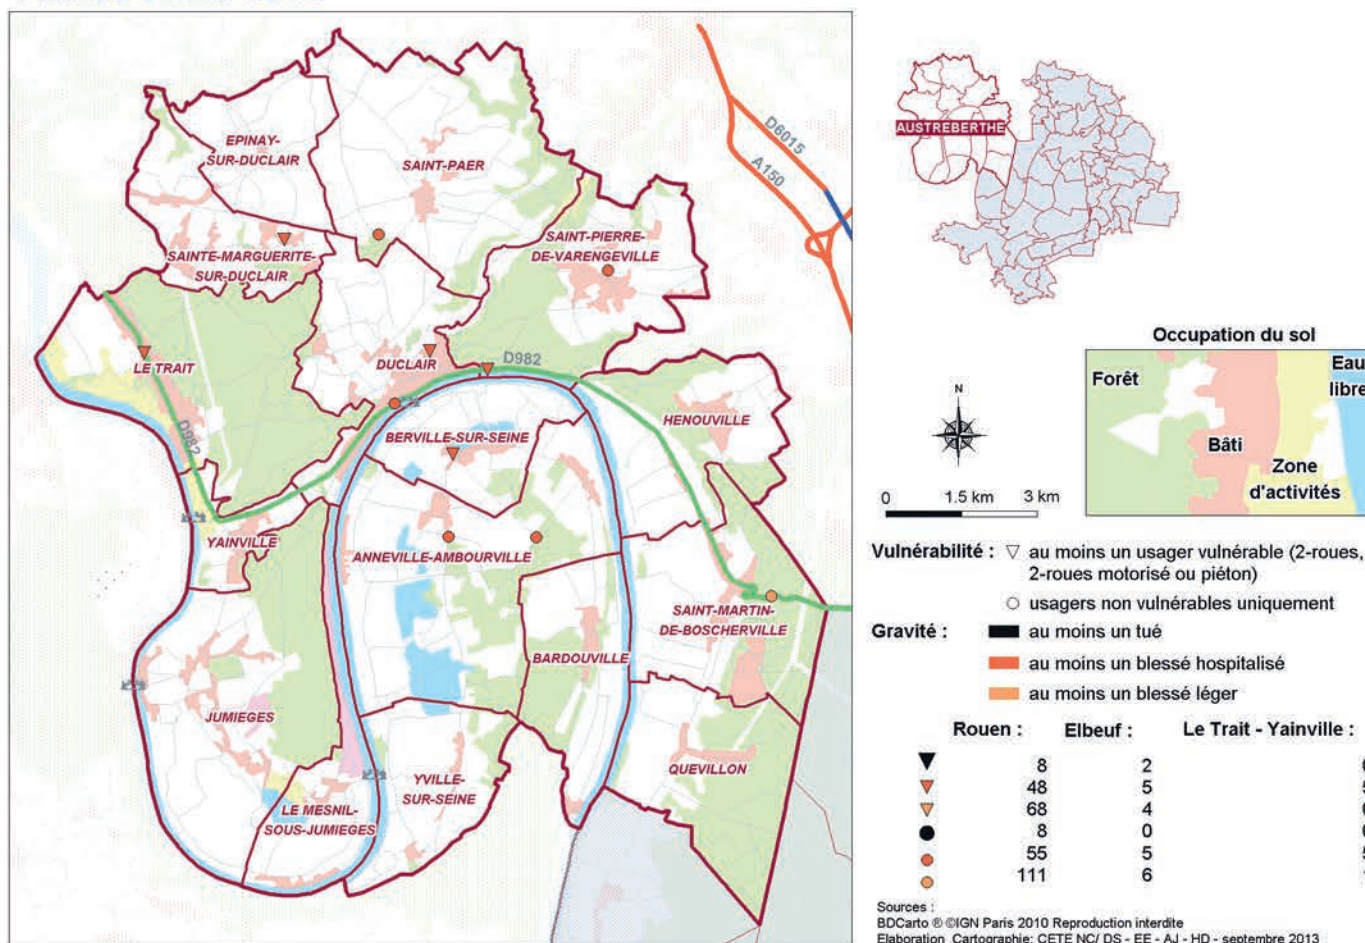 EPINAY-
SUR-DUCLAIR
SAINT-PAER
SAINTE-MARGUERITE-
SUR-DUCLAIR
SAINT-PIERRE-
DE-VARENGEVILLE
D6015
A150
LE TRAIT
DUCLAIR
D982
D982
HENOUVILLE
BERVILLE-SUR-SEINE
YAINVILLE
ANNEVILLE-AMBOURVILLE
SAINT-MARTIN-
DE-BOSCHERVILLE
BARDOUVILLE
JUMIEGES
QUEVILLON
YVILLE-
SUR-SEINE
LE MESNIL-
SOUS-JUMIEGES
AUSTREBERTHE
Occupation du sol
Forêt
Eau
libre
Bâti
Zone
d'activités
N
0 1.5 km 3 km
Vulnérabilité : au moins un usager vulnérable (2-roues,
2-roues motorisé ou piéton)
usagers non vulnérables uniquement
Gravité : au moins un tué
au moins un blessé hospitalisé
au moins un blessé léger
Rouen : Elbeuf : Le Trait - Yainville :
8 2
48 5
68 4
8 0
55 5
111 6
Sources :
BDCarto ® ©IGN Paris 2010 Reproduction interdite
Elaboration Cartographie: CETE NC/ DS - EE - AJ - HD - septembre 2013